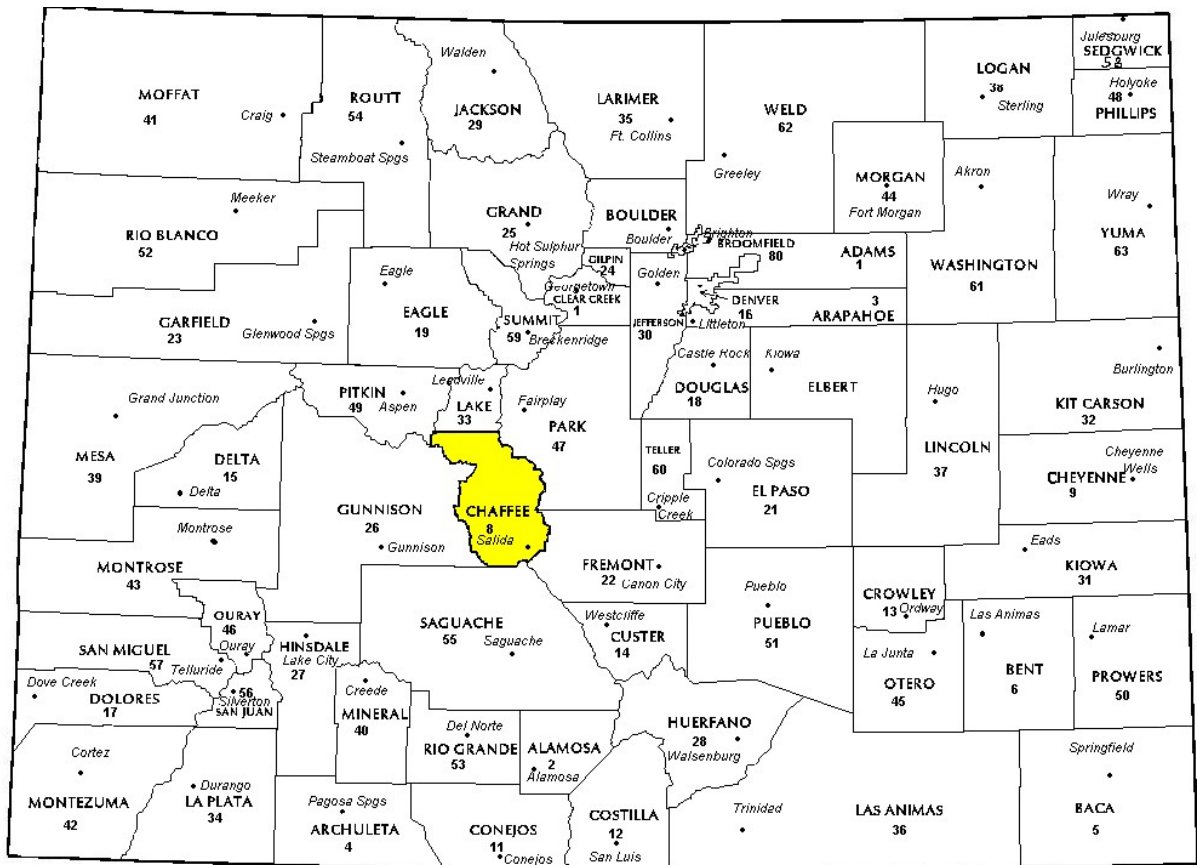 Walden
Julesburg
SEDGWICK
58
LOGAN
38
Sterling
Holyoke
48
PHILLIPS
MOFFAT
41
Craig
ROUTT
54
Steamboat Spgs
JACKSON
29
LARIMER
35
Ft. Collins
WELD
62
Greeley
MORGAN
44
Fort Morgan
Akron
Wray
YUMA
63
Meeker
RIO BLANCO
52
GRAND
25
Hot Sulphur
Springs
BOULDER
Boulder
Brighton
BROOMFIELD
80
ADAMS
1
WASHINGTON
61
GILPIN
24
Golden
Georgetown
CLEAR CREEK
1
DENVER
16
3
ARAPAHOE
Littleton
JEFFERSON
30
Eagle
EAGLE
19
SUMMIT
59
Breckenridge
GARFIELD
23
Glenwood Spgs
Castle Rock
DOUGLAS
18
Kiowa
ELBERT
Hugo
LINCOLN
37
Burlington
KIT CARSON
32
PITKIN
49
Aspen
Leadville
LAKE
33
Fairplay
PARK
47
Grand Junction
MESA
39
DELTA
15
Delta
TELLER
60
Cripple
Creek
Colorado Spgs
EL PASO
21
Cheyenne
Wells
CHEYENNE
9
GUNNISON
26
Gunnison
CHAFFEE
8
Salida
Montrose
MONTROSE
43
FREMONT
22
Canon City
Eads
KIOWA
31
Pueblo
PUEBLO
51
CROWLEY
13
Ordway
Las Animas
BENT
6
Lamar
PROWERS
50
OURAY
46
Ouray
SAGUACHE
55
Saguache
Westcliffe
CUSTER
14
HINSDALE
Lake City
27
SAN MIGUEL
57
Telluride
La Junta
OTERO
45
Dove Creek
DOLORES
17
56
Silverton
SAN JUAN
Creede
MINERAL
40
Del Norte
RIO GRANDE
53
ALAMOSA
2
Alamosa
HUERFANO
28
Walsenburg
Cortez
MONTEZUMA
42
Durango
LA PLATA
34
Pagosa Spgs
ARCHULETA
4
CONEJOS
11
Conejos
COSTILLA
12
San Luis
Trinidad
LAS ANIMAS
36
Springfield
BACA
5